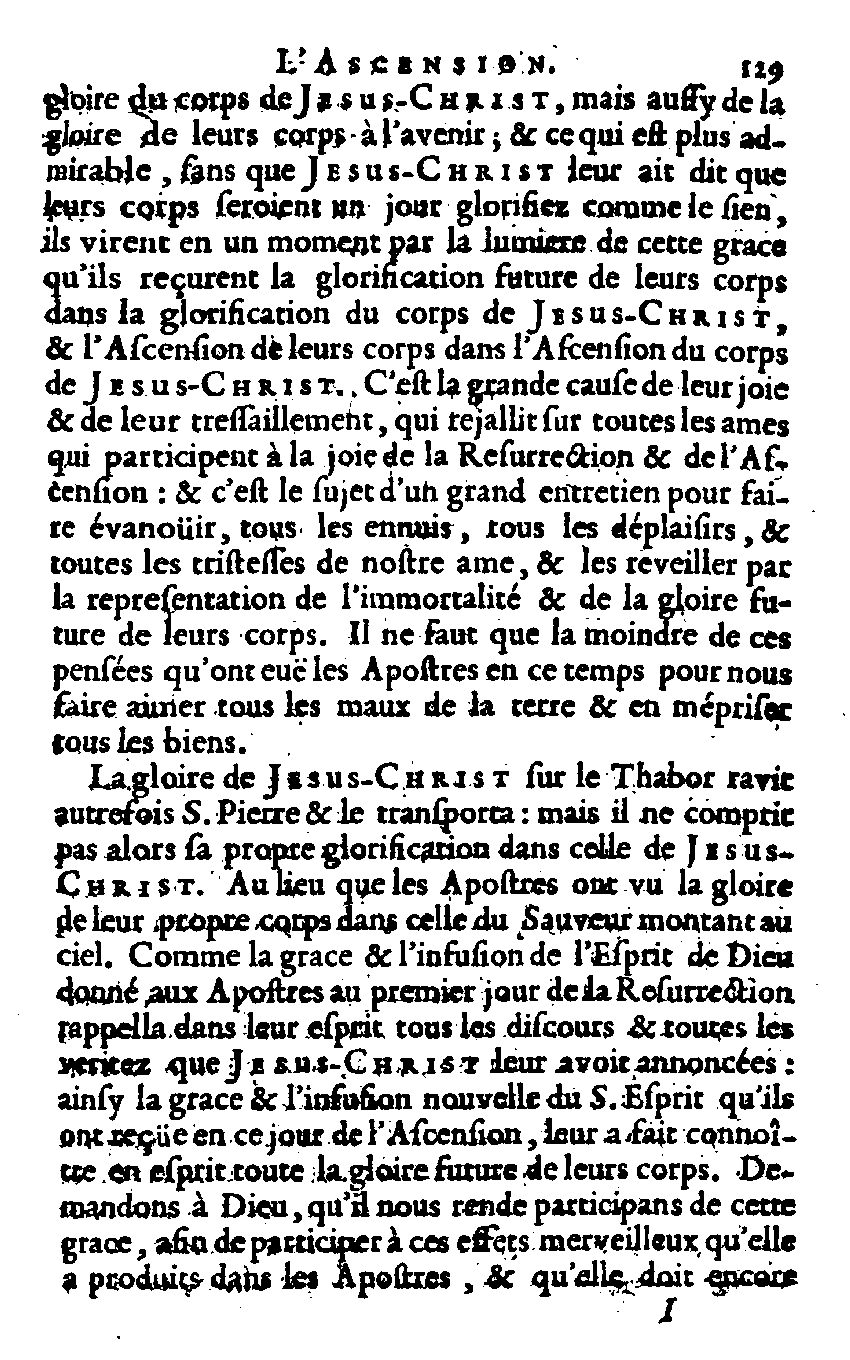 L'ASCENSION. 129
gloire du corps de JESUS-CHRIST, mais auſſy de la
gloire de leurs corps à l'avenir ; & ce qui eſt plus ad-
mirable , ſans que JESUS-CHRIST leur ait dit que
leurs corps ſeroient un jour glorifiez comme le ſien,
ils virent en un moment par la lumiere de cette grace
qu'ils reçurent la glorification future de leurs corps
dans la glorification du corps de JESUS-CHRIST,
& l'Aſcenſion de leurs corps dans l'Aſcenſion du corps
de JESUS-CHRIST. C'eſt la grande cauſe de leur joie
& de leur treſſaillement, qui rejallit ſur toutes les ames
qui participent à la joie de la Reſurrection & de l'Aſ-
cenſion : & c'eſt le ſujet d'un grand entretien pour fai-
re évanoüir, tous les ennuis, tous les déplaiſirs, &
toutes les triſteſſes de noſtre ame, & les reveiller par
la repreſentation de l'immortalité & de la gloire fu-
ture de leurs corps. Il ne faut que la moindre de ces
penſées qu'ont euë les Apoſtres en ce temps pour nous
faire aimer tous les maux de la terre & en mépriſer
tous les biens.
La gloire de JESUS-CHRIST ſur le Thabor ravit
autrefois S. Pierre & le tranſporta : mais il ne comprit
pas alors ſa propre glorification dans celle de JESUS-
CHRIST. Au lieu que les Apoſtres ont vu la gloire
de leur propre corps dans celle du Sauveur montant au
ciel. Comme la grace & l'infuſion de l'Eſprit de Dieu
donné aux Apoſtres au premier jour de la Reſurrection
rappella dans leur eſprit tous les diſcours & toutes les
veritez que JESUS-CHRIST leur avoit annoncées :
ainſy la grace & l'infuſion nouvelle du S. Eſprit qu'ils
ont reçüe en ce jour de l'Aſcenſion, leur a fait connoî-
tre en eſprit toute la gloire future de leurs corps. De-
mandons à Dieu, qu'il nous rende participans de cette
grace, afin de participer à ces effets merveilleux qu'elle
a produits dans les Apoſtres, & qu'elle doit encore
I